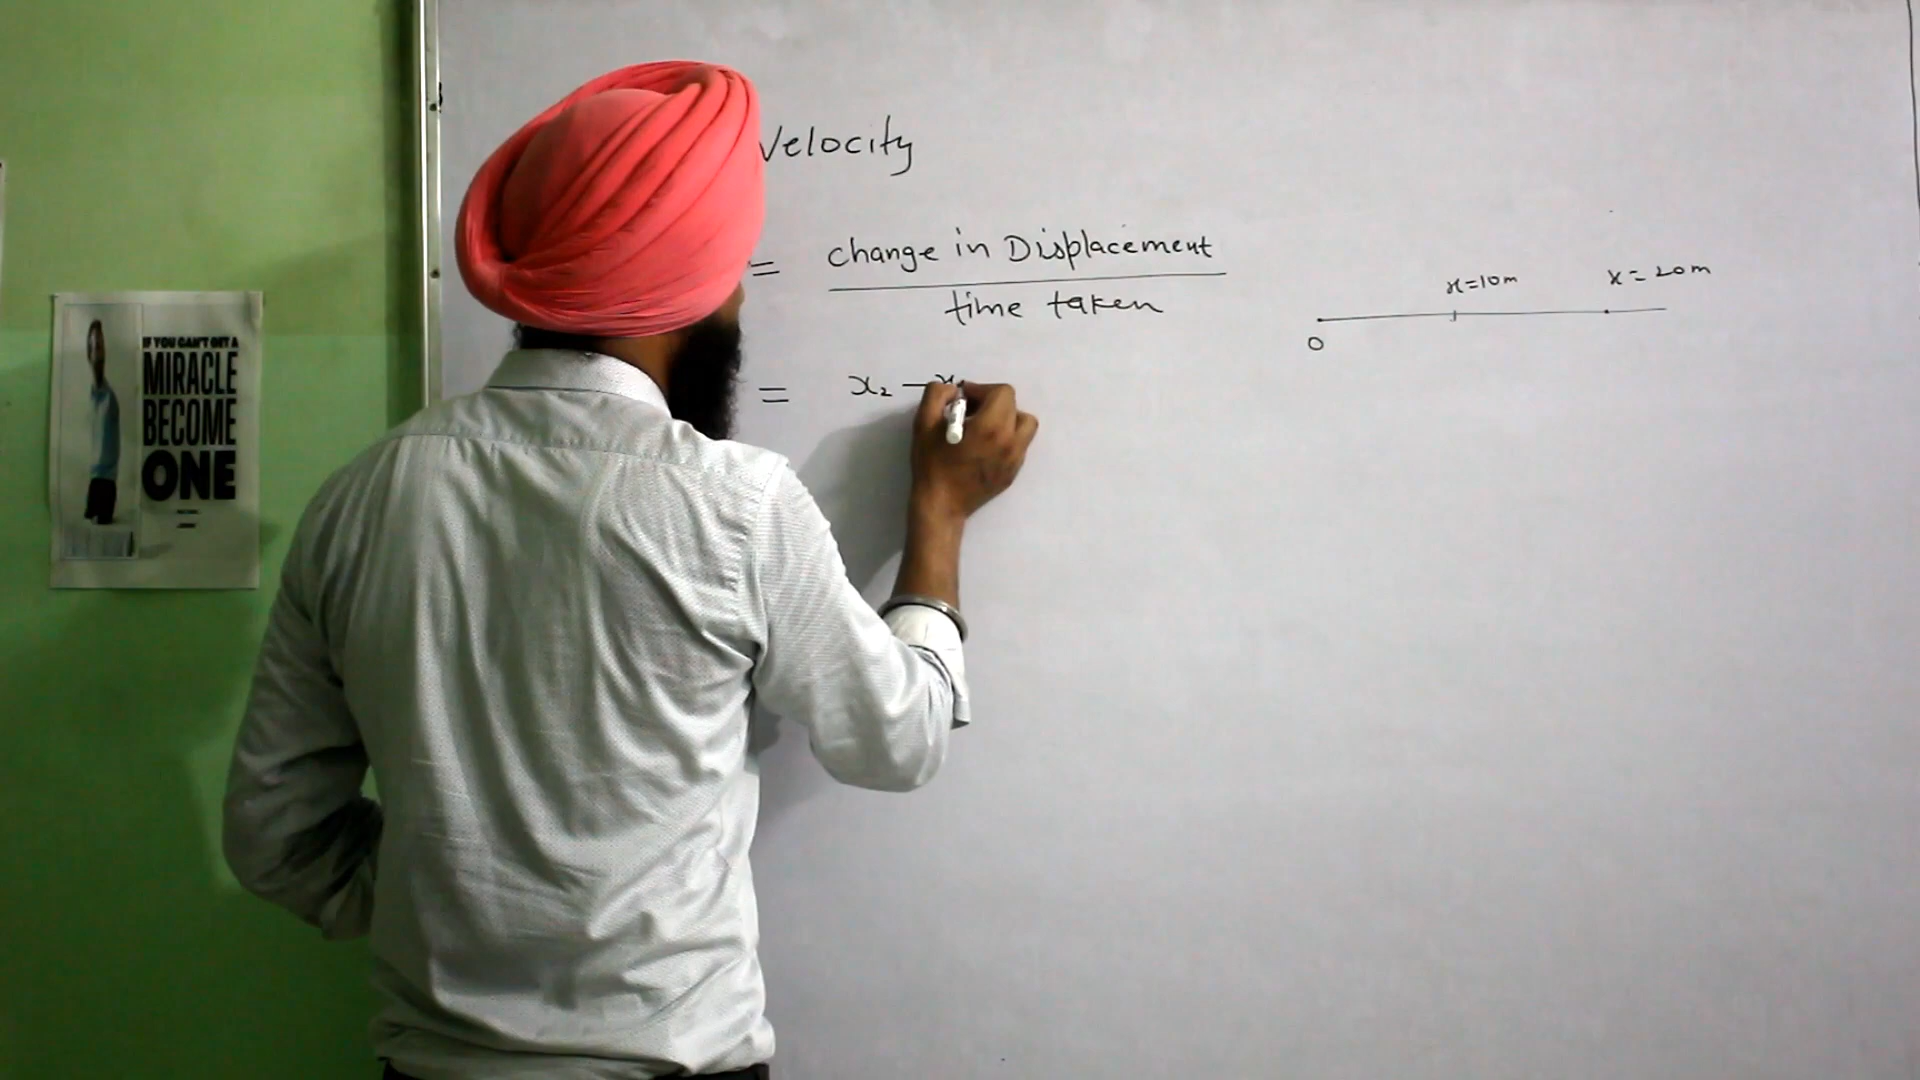 IF YOU CAN'T GET A
MIRACLE
BECOME
ONE
Velocity
= change in Displacement
time taken
= x₂ - x
x=10m
x=20m
0